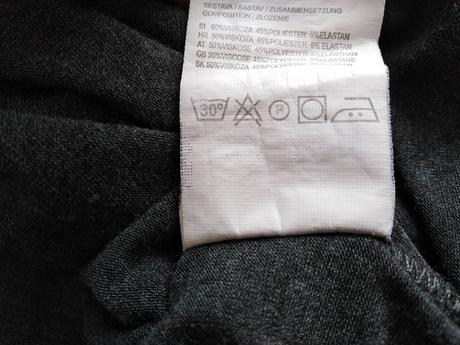 SESTAVA / SASTAV / ZUSAMMENSETZUNG
COMPOSITION / ZLOŽENIE
SI 50%VISKOZA 45%POLIESTER 5%ELASTAN
HR 50%VISKOZA 45%POLIESTER 5%ELASTAN
AT 50%VISKOSE 45%POLYESTER 5%ELASTHAN
GB 50%VISCOSE 45%POLYESTER 5%ELASTANE
SK 50%VISKÓZA 45%POLYESTER 5%ELASTAN
30° R